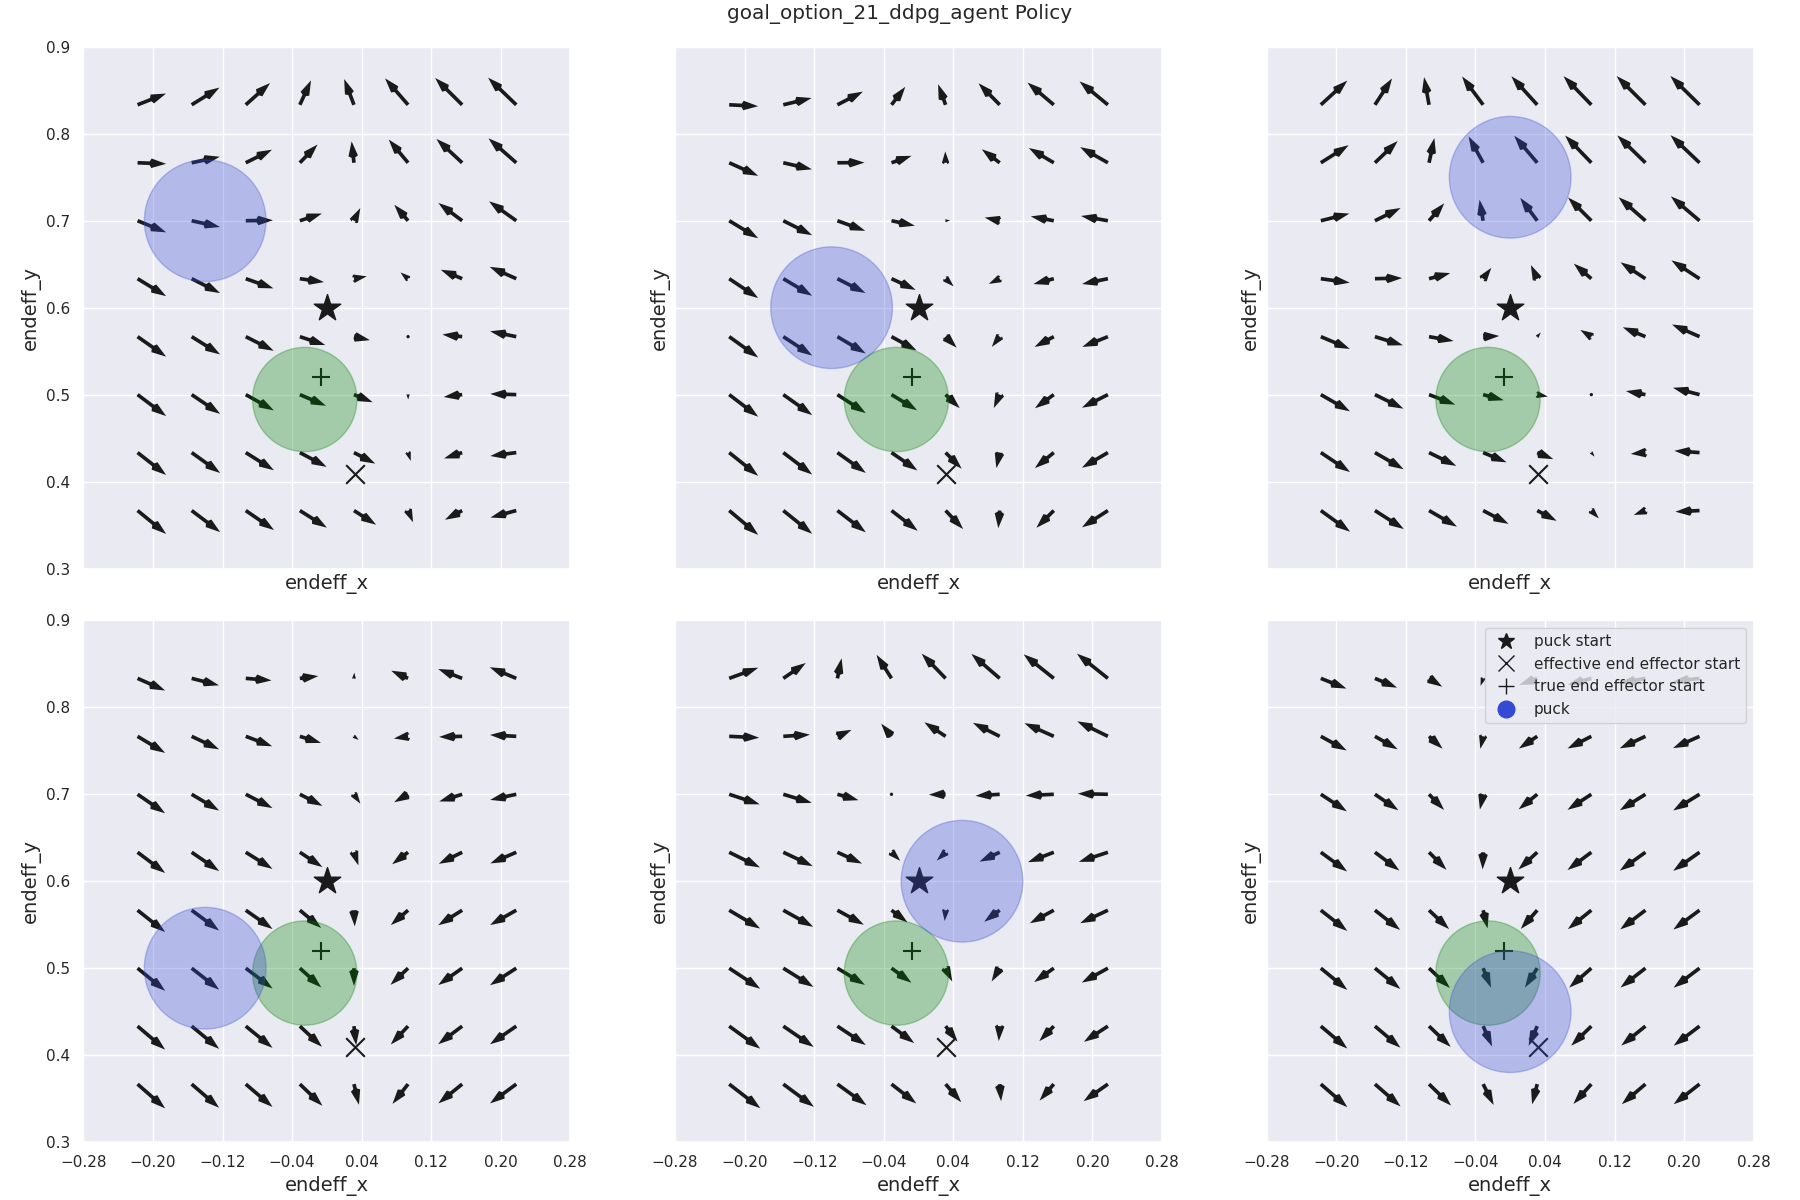 goal_option_21_ddpg_agent Policy
0.9
0.8
0.7
0.6
0.5
0.4
0.3
endeff_y
endeff_x
endeff_y
endeff_x
endeff_y
endeff_x
0.9
0.8
0.7
0.6
0.5
0.4
0.3
endeff_y
−0.28 −0.20 −0.12 −0.04 0.04 0.12 0.20 0.28
endeff_x
endeff_y
−0.28 −0.20 −0.12 −0.04 0.04 0.12 0.20 0.28
endeff_x
puck start
effective end effector start
true end effector start
puck
endeff_y
−0.28 −0.20 −0.12 −0.04 0.04 0.12 0.20 0.28
endeff_x